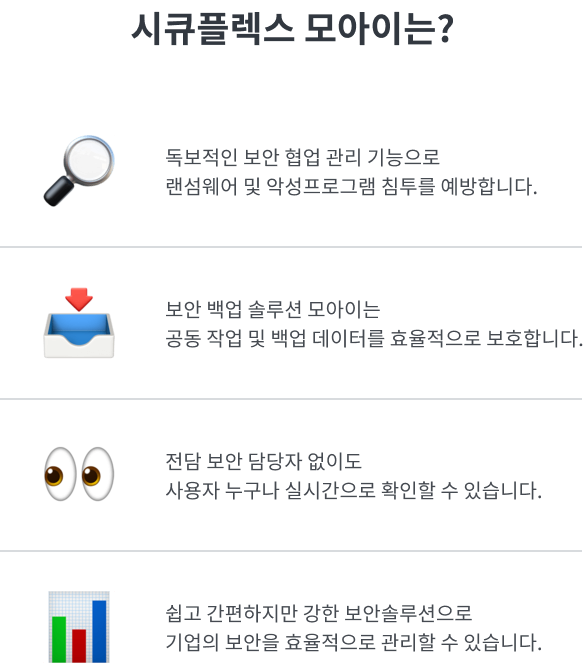 시큐플렉스 모아이는?
독보적인 보안 협업 관리 기능으로
랜섬웨어 및 악성프로그램 침투를 예방합니다.
보안 백업 솔루션 모아이는
공동 작업 및 백업 데이터를 효율적으로 보호합니다.
전담 보안 담당자 없이도
사용자 누구나 실시간으로 확인할 수 있습니다.
쉽고 간편하지만 강한 보안솔루션으로
기업의 보안을 효율적으로 관리할 수 있습니다.